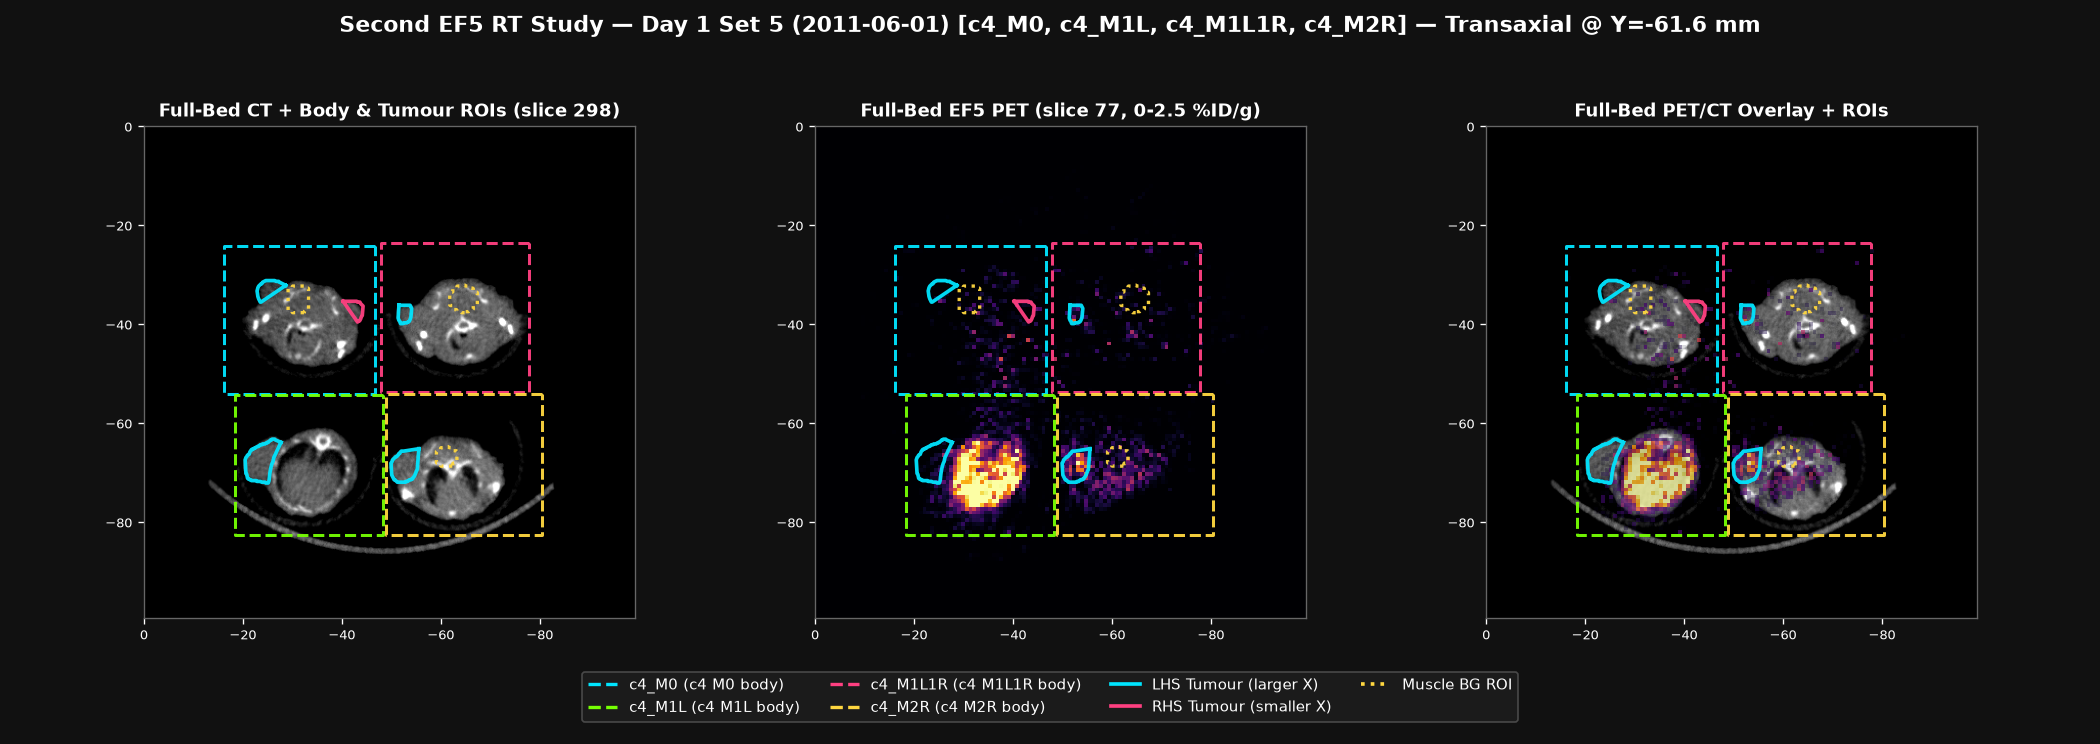 Second EF5 RT Study — Day 1 Set 5 (2011-06-01) [c4_M0, c4_M1L, c4_M1L1R, c4_M2R] — Transaxial @ Y=-61.6 mm
Full-Bed CT + Body & Tumour ROIs (slice 298)
0
−20
−40
−60
−80
0
−20
−40
−60
−80
Full-Bed EF5 PET (slice 77, 0-2.5 %ID/g)
0
−20
−40
−60
−80
0
−20
−40
−60
−80
Full-Bed PET/CT Overlay + ROIs
0
−20
−40
−60
−80
0
−20
−40
−60
−80
c4_M0 (c4 M0 body)
c4_M1L (c4 M1L body)
c4_M1L1R (c4 M1L1R body)
c4_M2R (c4 M2R body)
LHS Tumour (larger X)
RHS Tumour (smaller X)
Muscle BG ROI